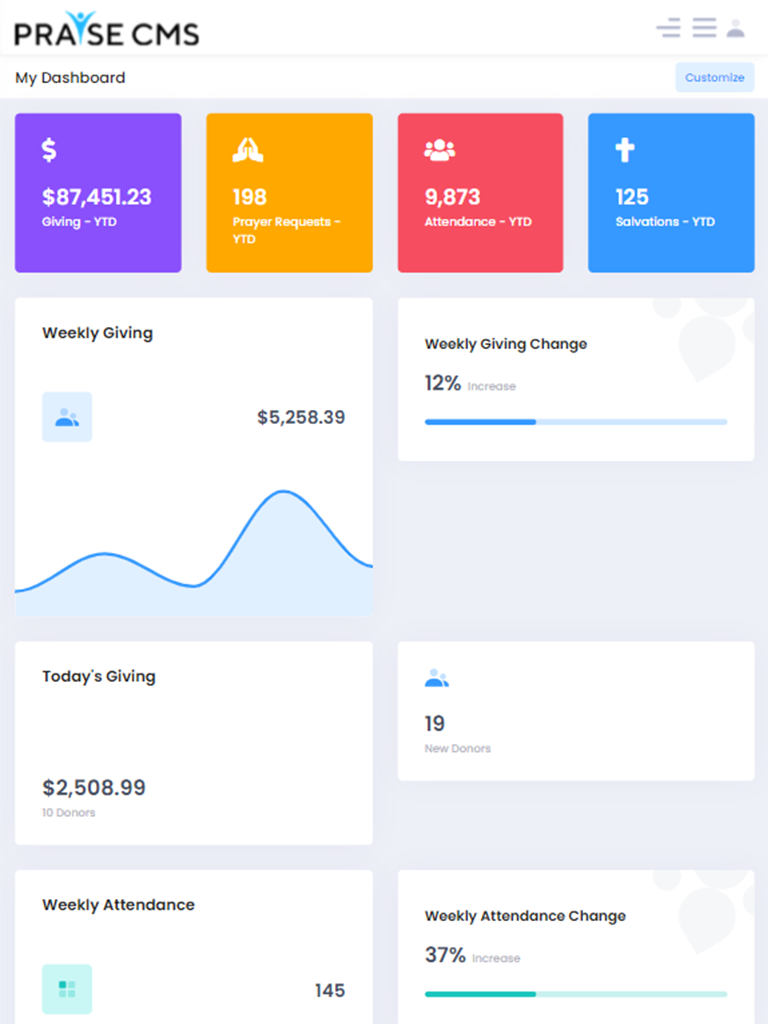 PRAISE CMS
My Dashboard
Customize
$87,451.23
Giving - YTD
198
Prayer Requests -
YTD
9,873
Attendance - YTD
125
Salvations - YTD
Weekly Giving
$5,258.39
Weekly Giving Change
12% Increase
Today's Giving
$2,508.99
10 Donors
19
New Donors
Weekly Attendance
145
Weekly Attendance Change
37% Increase